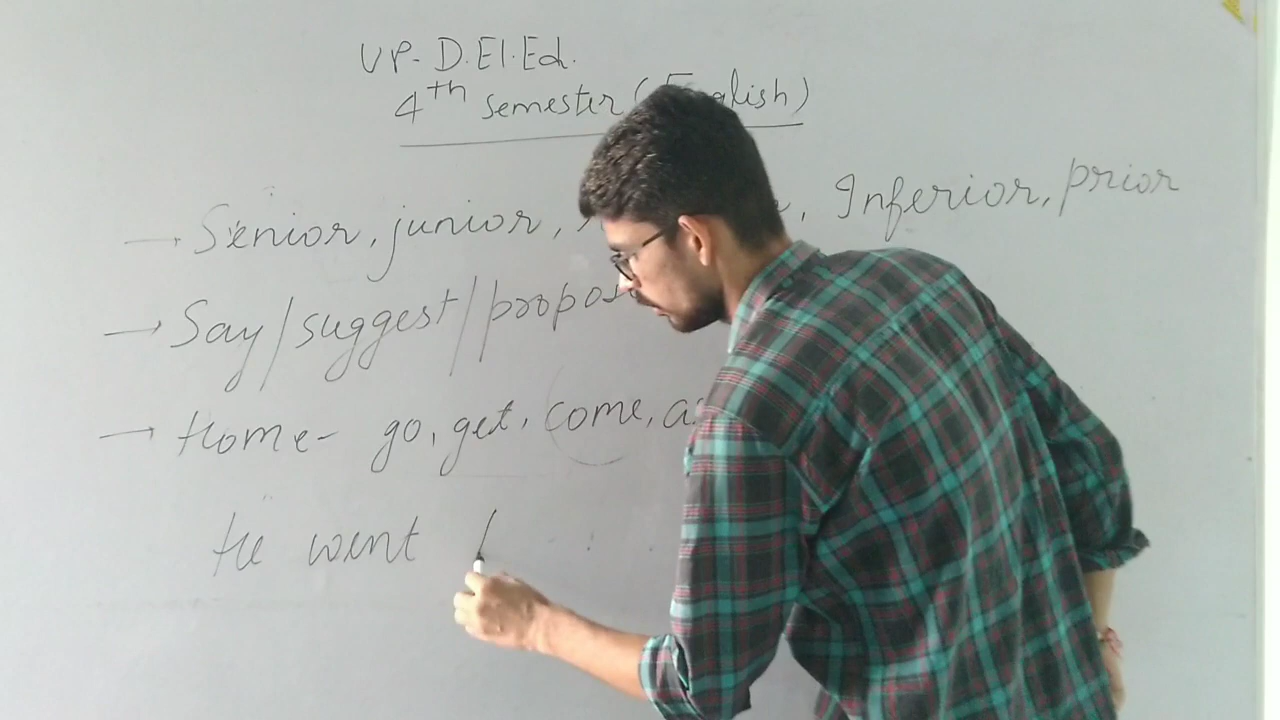 UP- D.El.Ed.
4th semester (English)
→ Senior, junior, , Inferior, prior
→ Say/suggest/propos
→ Home- go, get, come,
He went